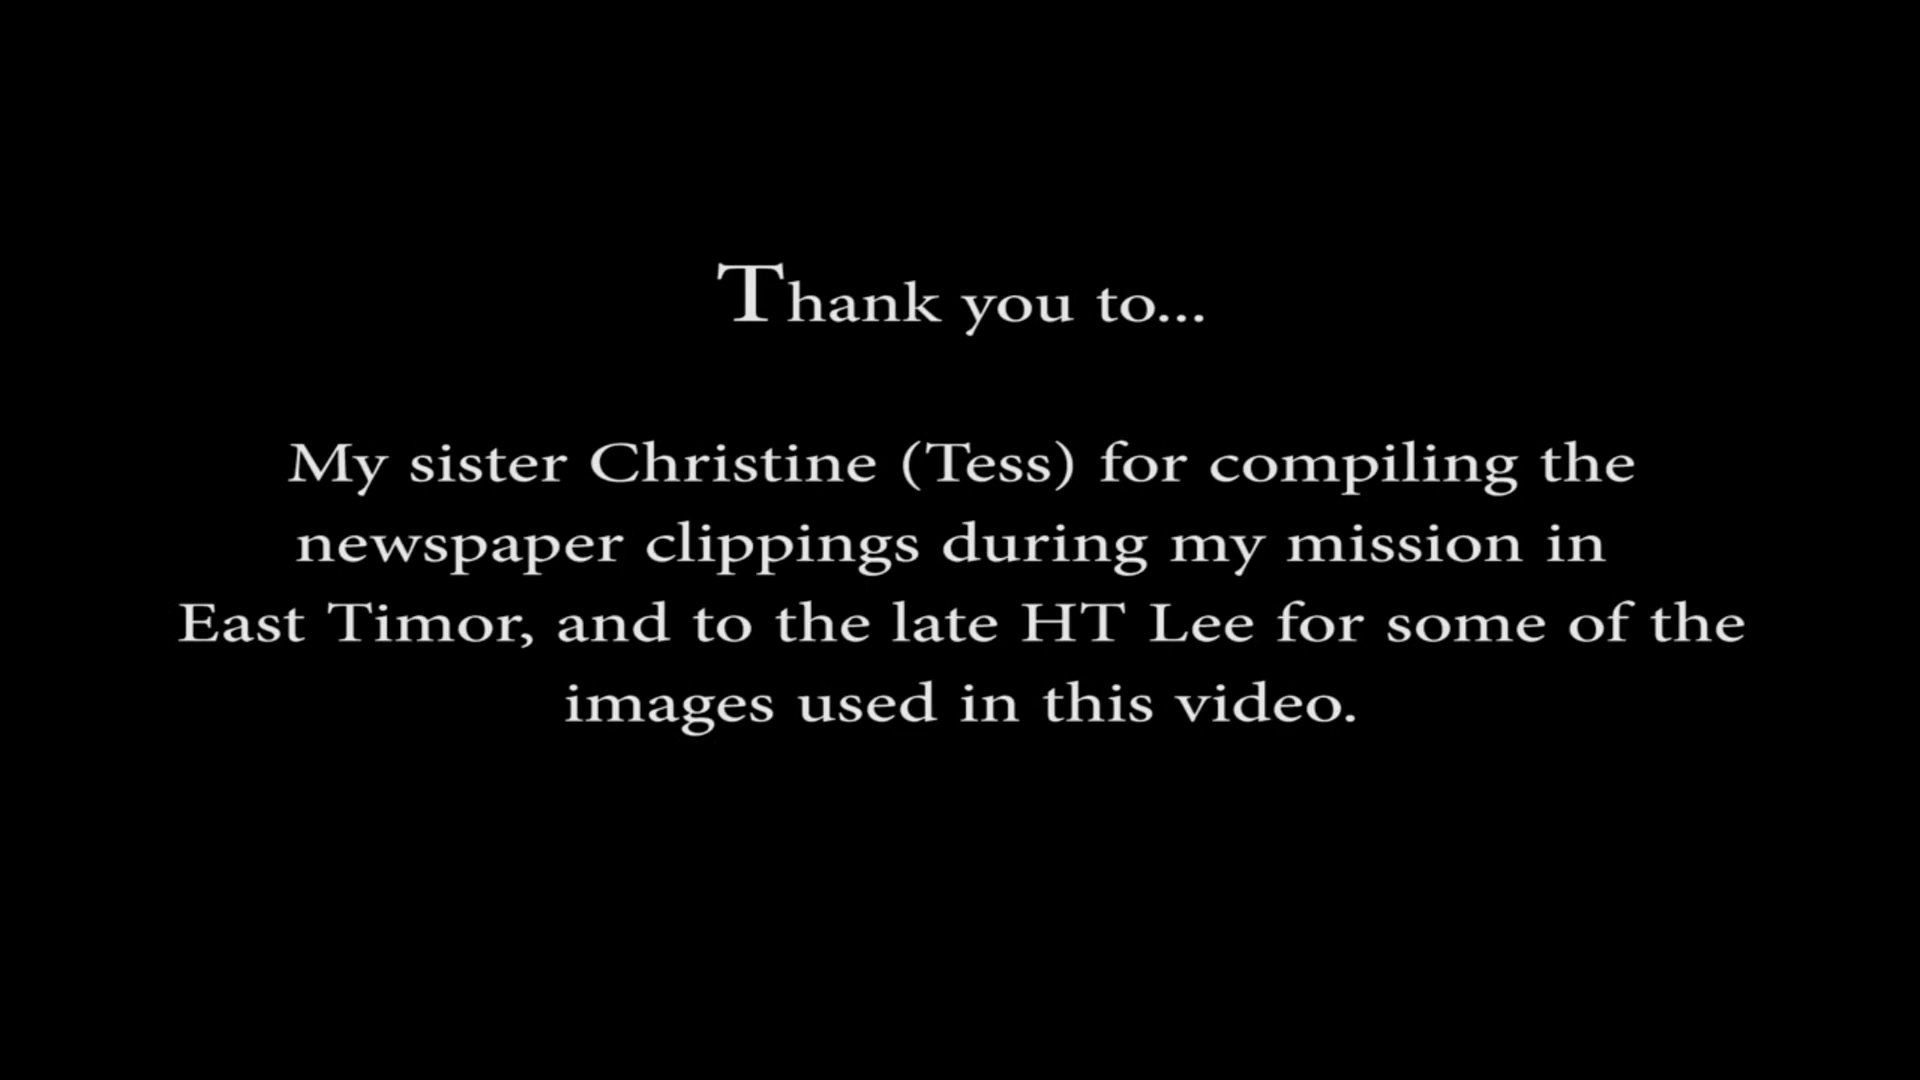 Thank you to...
My sister Christine (Tess) for compiling the
newspaper clippings during my mission in
East Timor, and to the late HT Lee for some of the
images used in this video.